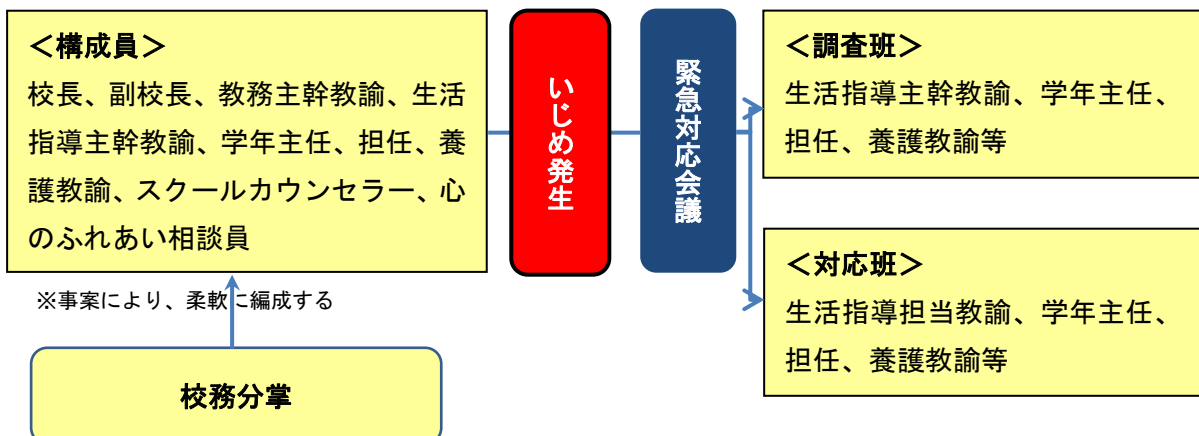 ＜構成員＞
校長、副校長、教務主幹教諭、生活
指導主幹教諭、学年主任、担任、養
護教諭、スクールカウンセラー、心
のふれあい相談員
※事案により、柔軟に編成する
校務分掌
いじめ発生
緊急対応会議
＜調査班＞
生活指導主幹教諭、学年主任、
担任、養護教諭等
＜対応班＞
生活指導担当教諭、学年主任、
担任、養護教諭等